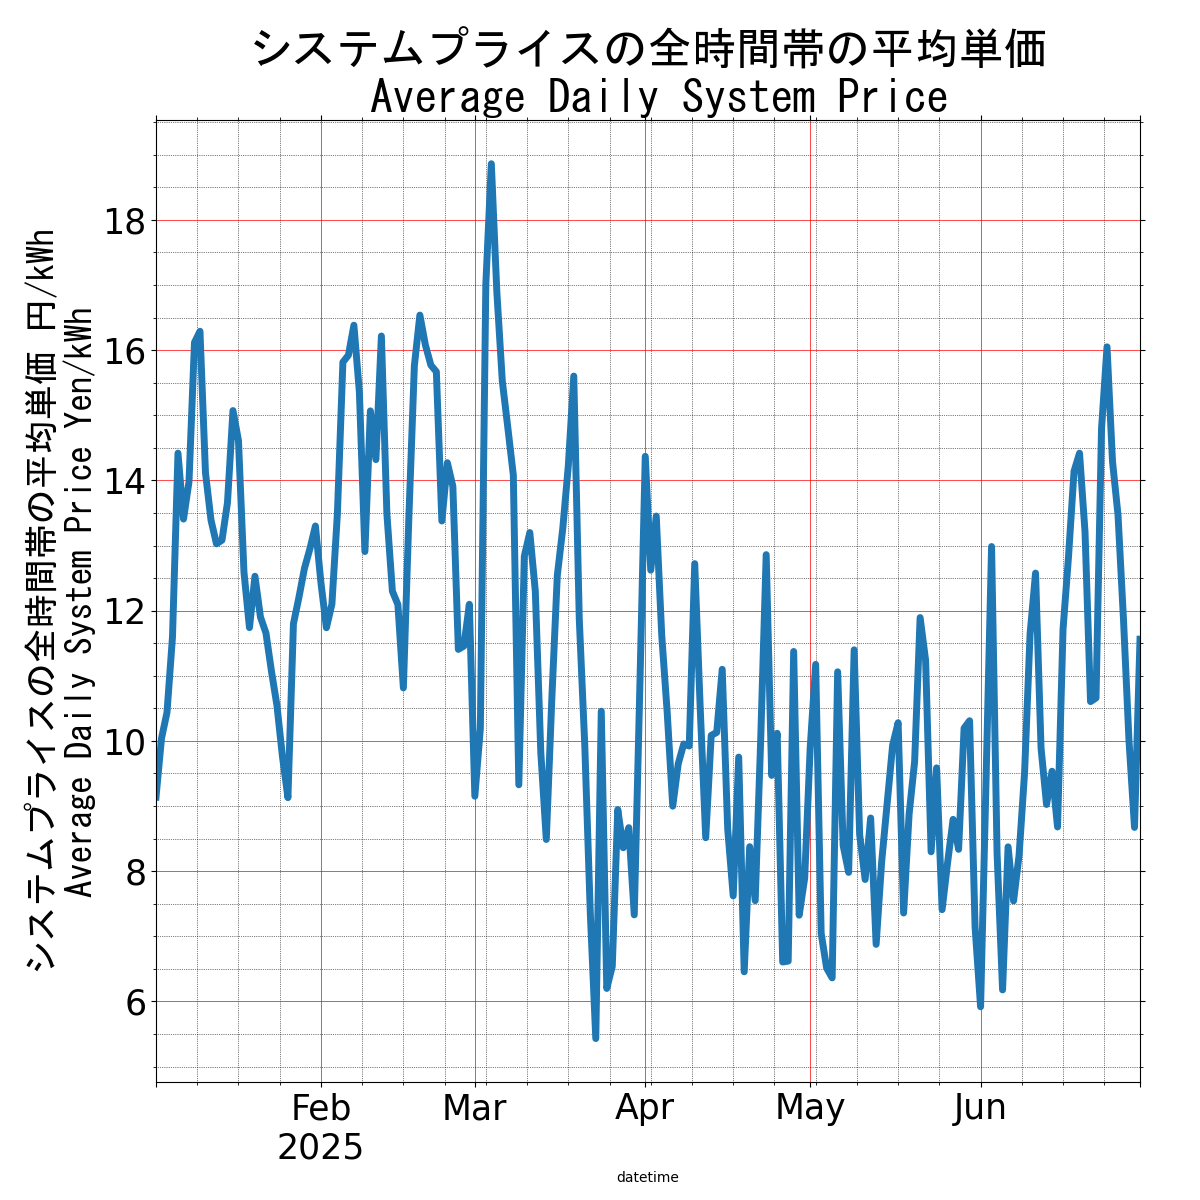 システムプライスの全時間帯の平均単価
Average Daily System Price
システムプライスの全時間帯の平均単価 円/kWh
Average Daily System Price Yen/kWh
18
16
14
12
10
8
6
Feb
2025
Mar
Apr
May
Jun
datetime